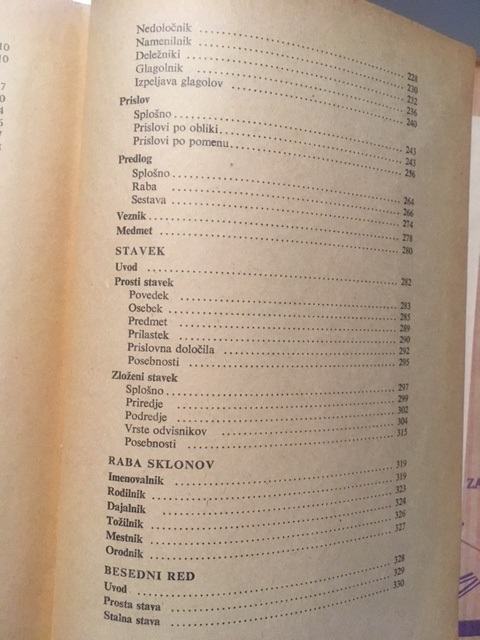 Nedoločnik ........ 228
Namenilnik ........ 230
Deležniki ........ 232
Glagolnik ........ 236
Izpeljava glagolov ........ 240
Prislov
Splošno ........ 243
Prislovi po obliki ........ 243
Prislovi po pomenu ........ 256
Predlog
Splošno ........ 264
Raba ........ 266
Sestava ........ 274
Veznik ........ 278
Medmet ........ 280
STAVEK
Uvod ........ 282
Prosti stavek
Povedek ........ 283
Osebek ........ 285
Predmet ........ 289
Prilastek ........ 290
Prislovna določila ........ 292
Posebnosti ........ 295
Zloženi stavek
Splošno ........ 297
Priredje ........ 299
Podredje ........ 302
Vrste odvisnikov ........ 304
Posebnosti ........ 315
RABA SKLONOV
Imenovalnik ........ 319
Rodilnik ........ 319
Dajalnik ........ 323
Tožilnik ........ 324
Mestnik ........ 326
Orodnik ........ 327
BESEDNI RED
Uvod ........ 328
Prosta stava ........ 329
Stalna stava ........ 330
ZA